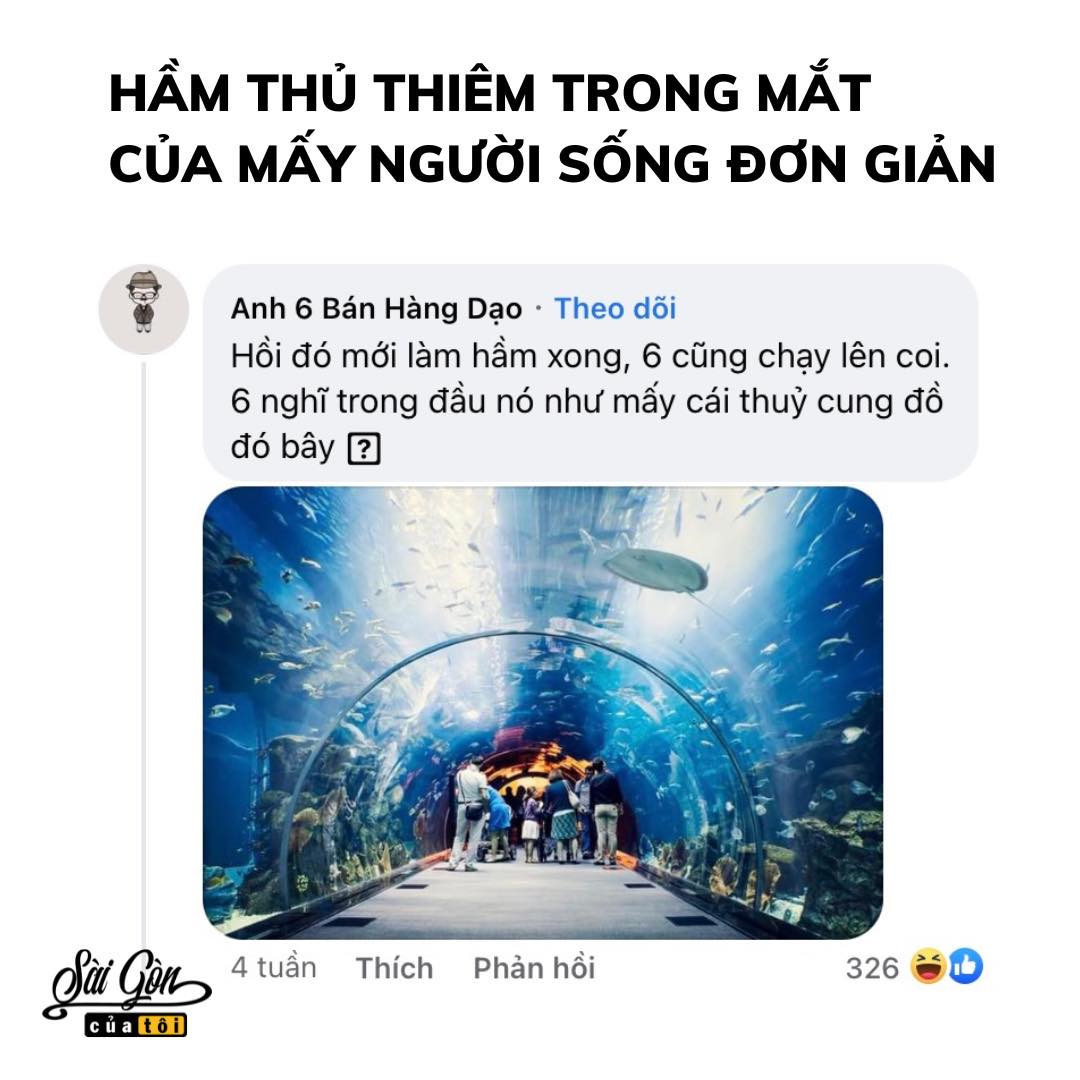 HẦM THỦ THIÊM TRONG MẮT
CỦA MẤY NGƯỜI SỐNG ĐƠN GIẢN
Anh 6 Bán Hàng Dạo · Theo dõi
Hồi đó mới làm hầm xong, 6 cũng chạy lên coi.
6 nghĩ trong đầu nó như mấy cái thuỷ cung đồ
đó bây ?
4 tuần Thích Phản hồi 326
Sài Gòn
của tôi